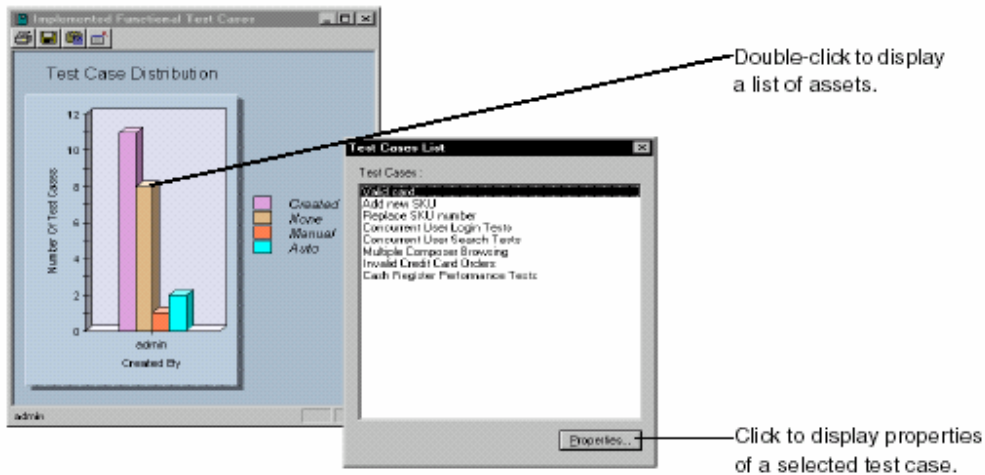 Implemented Functional Test Cases
Test Case Distribution
12
10
8
6
4
2
0
Number Of Test Cases
admin
Created By
Created
None
Manual
Auto
admin
Double-click to display
a list of assets.
Test Cases List
Test Cases :
Valid card
Add new SKU
Replace SKU number
Concurrent User Login Tests
Concurrent User Search Tests
Multiple Composer Browsing
Invalid Credit Card Orders
Cash Register Performance Tests
Properties...
Click to display properties
of a selected test case.